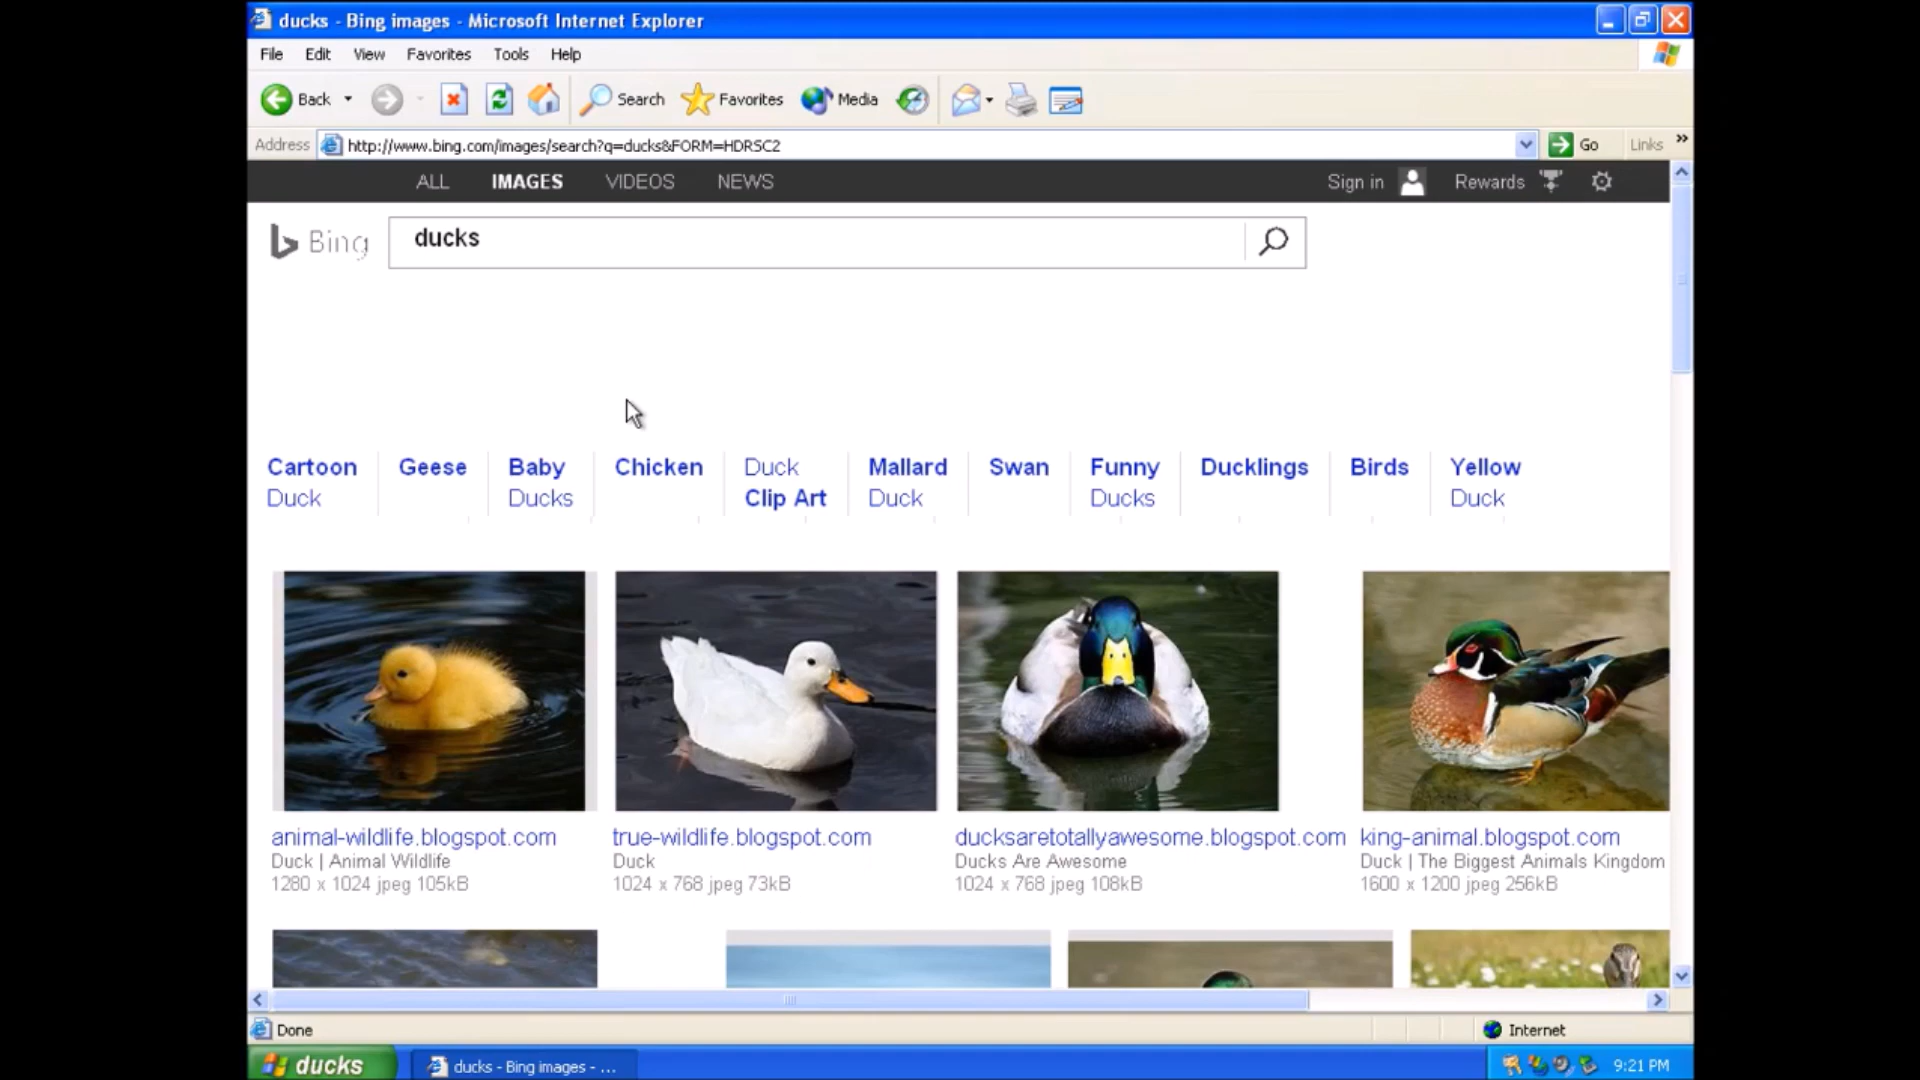 ducks - Bing images - Microsoft Internet Explorer
File Edit View Favorites Tools Help
Back Search Favorites Media
Address http://www.bing.com/images/search?q=ducks&FORM=HDRSC2 Go Links »
ALL IMAGES VIDEOS NEWS Sign in Rewards
Bing ducks
Cartoon Geese Baby Chicken Duck Mallard Swan Funny Ducklings Birds Yellow
Duck Ducks Clip Art Duck Ducks Duck
animal-wildlife.blogspot.com true-wildlife.blogspot.com ducksaretotallyawesome.blogspot.com king-animal.blogspot.com
Duck | Animal Wildlife Duck Ducks Are Awesome Duck | The Biggest Animals Kingdom
1280 x 1024 jpeg 105kB 1024 x 768 jpeg 73kB 1024 x 768 jpeg 108kB 1600 x 1200 jpeg 256kB
Done Internet
ducks ducks - Bing images - ... 9:21 PM